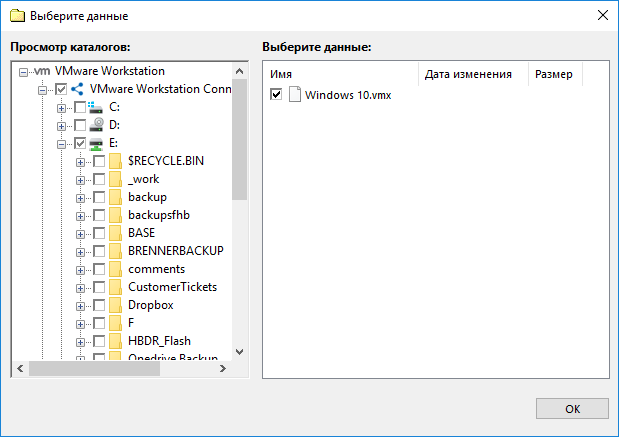 Выберите данные
Просмотр каталогов:
Выберите данные:
vm VMware Workstation
VMware Workstation Conn
C:
D:
E:
$RECYCLE.BIN
_work
backup
backupsfhb
BASE
BRENNERBACKUP
comments
CustomerTickets
Dropbox
F
HBDR_Flash
Onedrive Backup
Имя
Дата изменения
Размер
Windows 10.vmx
OK